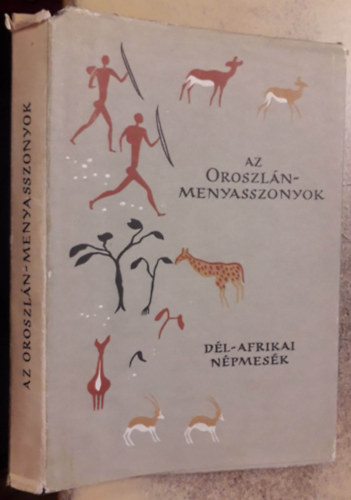 AZ OROSZLÁN-MENYASSZONYOK
AZ
OROSZLÁN-
MENYASSZONYOK
DÉL-AFRIKAI
NÉPMESÉK